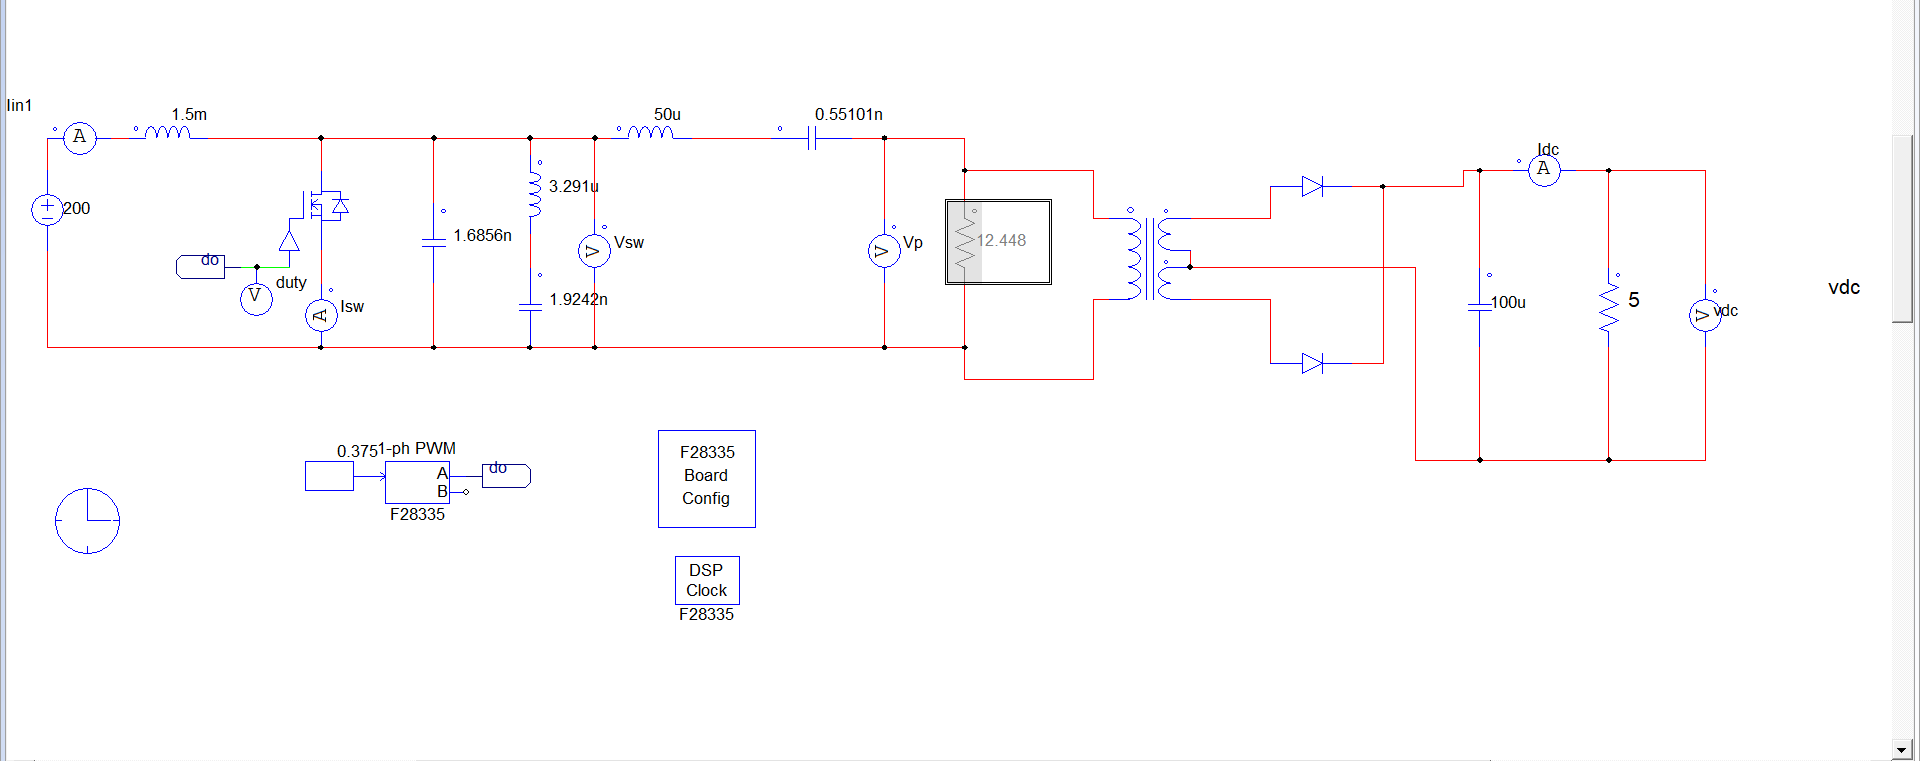 Iin1
1.5m
50u
0.55101n
A
Idc
A
3.291u
200
1.6856n
V
Vsw
V
Vp
12.448
do
duty
V
1.9242n
Isw
A
100u
5
V
vdc
vdc
0.375
1-ph PWM
A
B
F28335
do
F28335
Board
Config
DSP
Clock
F28335